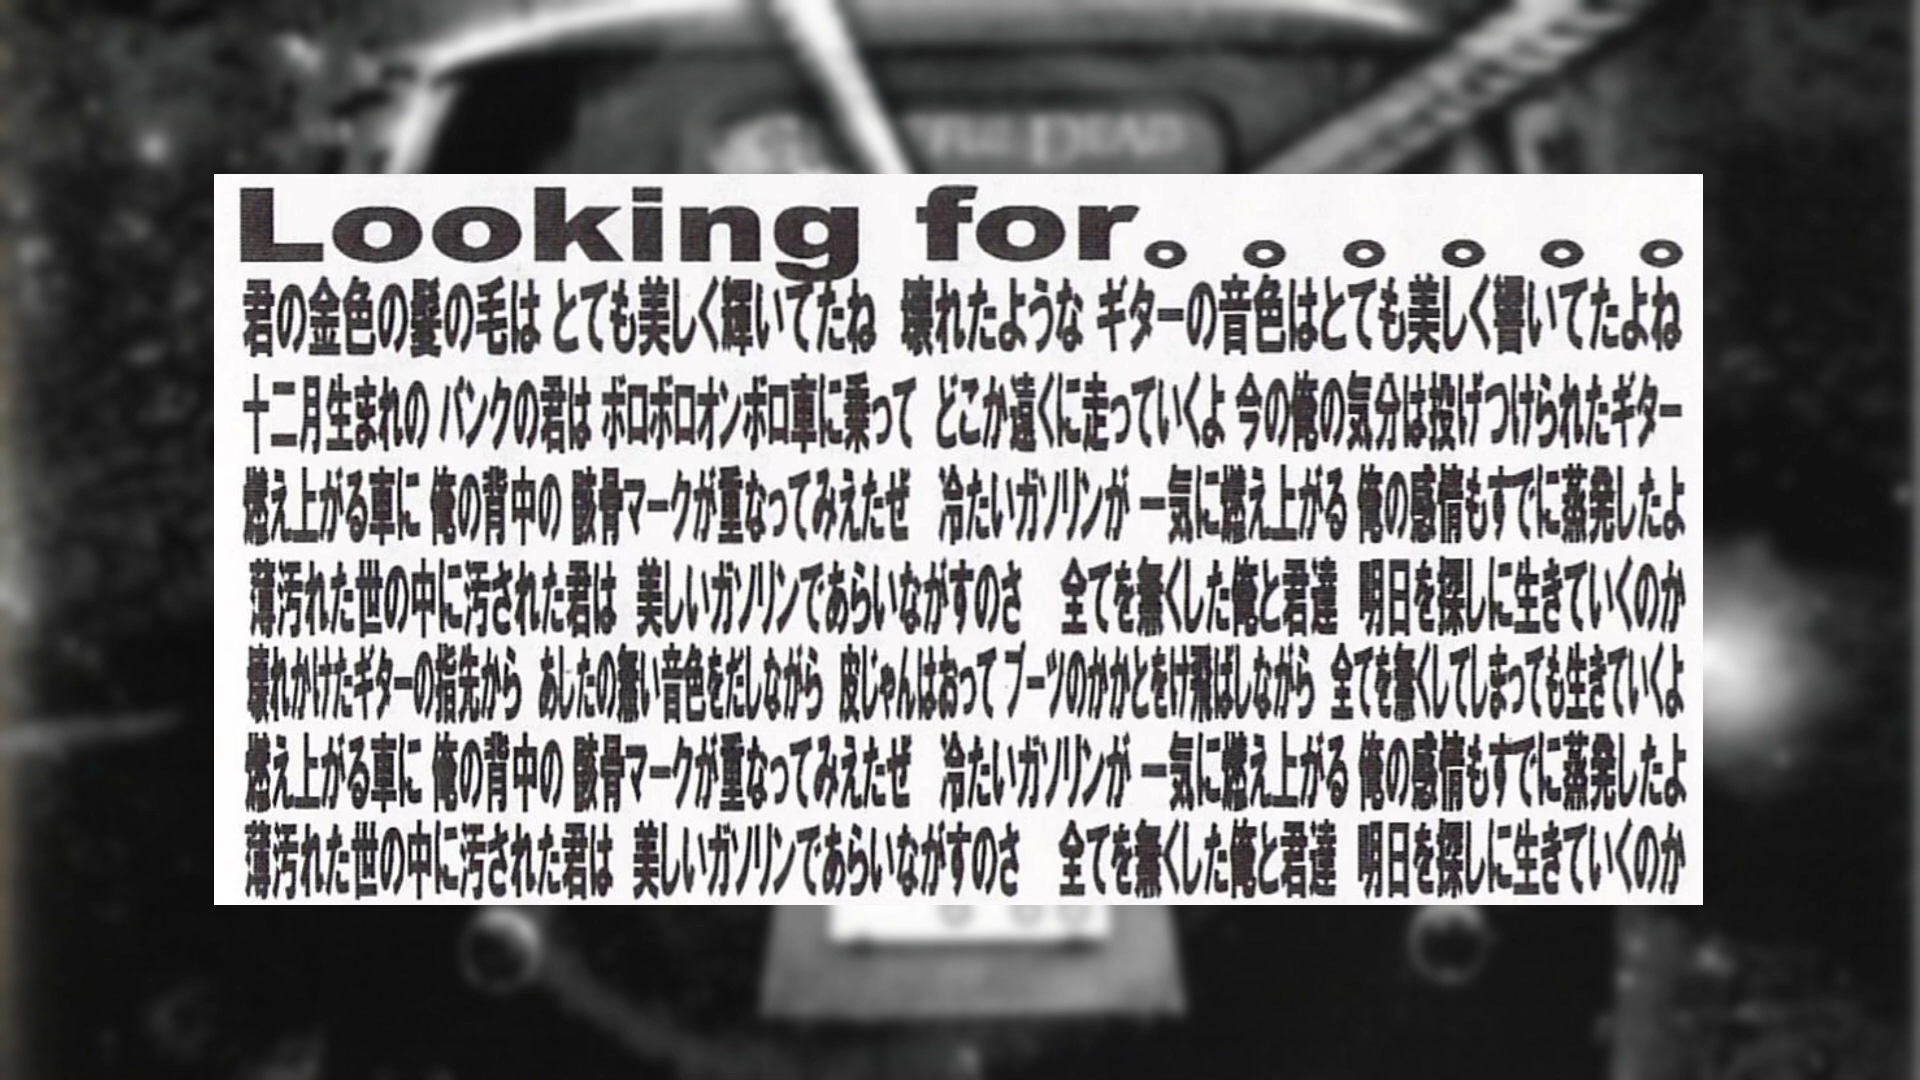 DEAD
Looking for。。。。。。
君の金色の髪の毛は とても美しく輝いてたね 壊れたような ギターの音色はとても美しく響いてたよね
十二月生まれの パンクの君は ボロボロオンボロ車に乗って どこか遠くに走っていくよ 今の俺の気分は投げつけられたギター
燃え上がる車に 俺の背中の 骸骨マークが重なってみえたぜ 冷たいガソリンが 一気に燃え上がる 俺の感情もすでに蒸発したよ
薄汚れた世の中に汚された君は 美しいガソリンであらいながすのさ 全てを無くした俺と君達 明日を探しに生きていくのか
壊れかけたギターの指先から あしたの無い音色をだしながら 皮じゃんはおって ブーツのかかとをけ飛ばしながら 全てを無くしてしまっても生きていくよ
燃え上がる車に 俺の背中の 骸骨マークが重なってみえたぜ 冷たいガソリンが 一気に燃え上がる 俺の感情もすでに蒸発したよ
薄汚れた世の中に汚された君は 美しいガソリンであらいながすのさ 全てを無くした俺と君達 明日を探しに生きていくのか